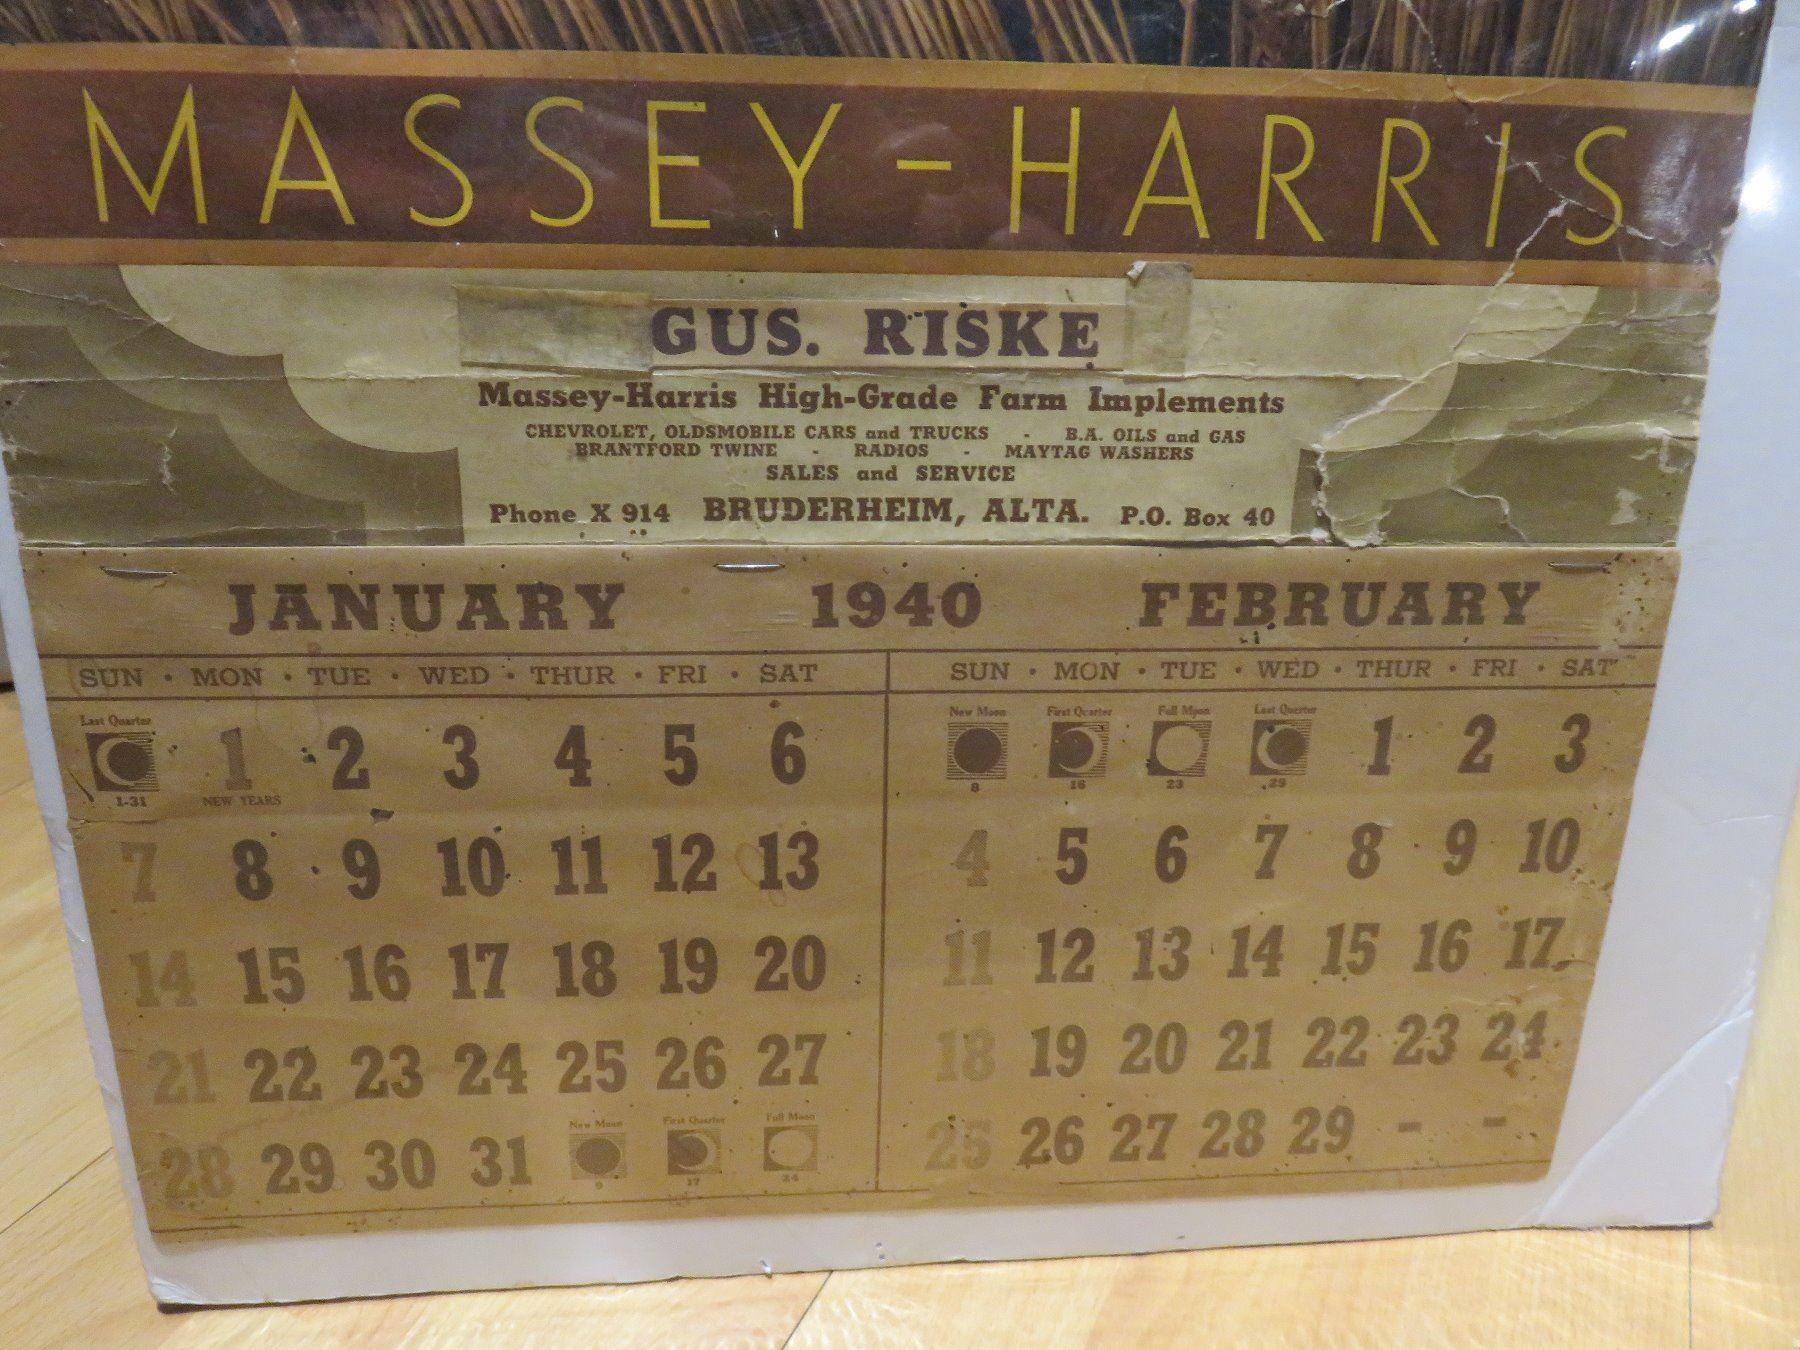 MASSEY-HARRIS
GUS. RISKE
Massey-Harris High-Grade Farm Implements
CHEVROLET, OLDSMOBILE CARS and TRUCKS - B.A. OILS and GAS
BRANTFORD TWINE - RADIOS - MAYTAG WASHERS
SALES and SERVICE
Phone X 914 BRUDERHEIM, ALTA. P.O. Box 40
JANUARY 1940 FEBRUARY
SUN · MON · TUE · WED · THUR · FRI · SAT
Last Quarter
1 2 3 4 5 6
1-31 NEW YEARS
7 8 9 10 11 12 13
14 15 16 17 18 19 20
21 22 23 24 25 26 27
New Moon First Quarter Full Moon
28 29 30 31
9 17 24
SUN · MON · TUE · WED · THUR · FRI · SAT
New Moon First Quarter Full Moon Last Quarter
1 2 3
8 16 23 29
4 5 6 7 8 9 10
11 12 13 14 15 16 17
18 19 20 21 22 23 24
25 26 27 28 29 - -